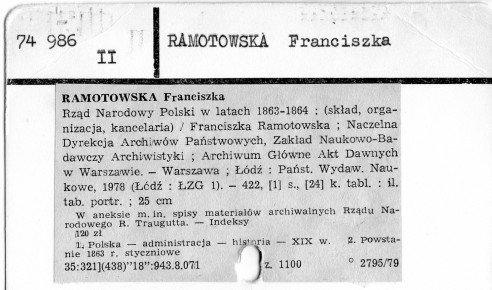 74 986
II
RAMOTOWSKA Franciszka
RAMOTOWSKA Franciszka
Rząd Narodowy Polski w latach 1863-1864 : (skład, orga-
nizacja, kancelaria) / Franciszka Ramotowska ; Naczelna
Dyrekcja Archiwów Państwowych, Zakład Naukowo-Ba-
dawczy Archiwistyki ; Archiwum Główne Akt Dawnych
w Warszawie. — Warszawa ; Łódź : Państ. Wydaw. Nau-
kowe, 1978 (Łódź : ŁZG 1). — 422, [1] s., [24] k. tabl. : il.
tab. portr. ; 25 cm
W aneksie m. in. spisy materiałów archiwalnych Rządu Na-
rodowego R. Traugutta. — Indeksy
120 zł
1. Polska — administracja — historia — XIX w. 2. Powsta-
nie 1863 r. styczniowe
35:321](438)"18":943.8.071 z. 1100 ° 2795/79